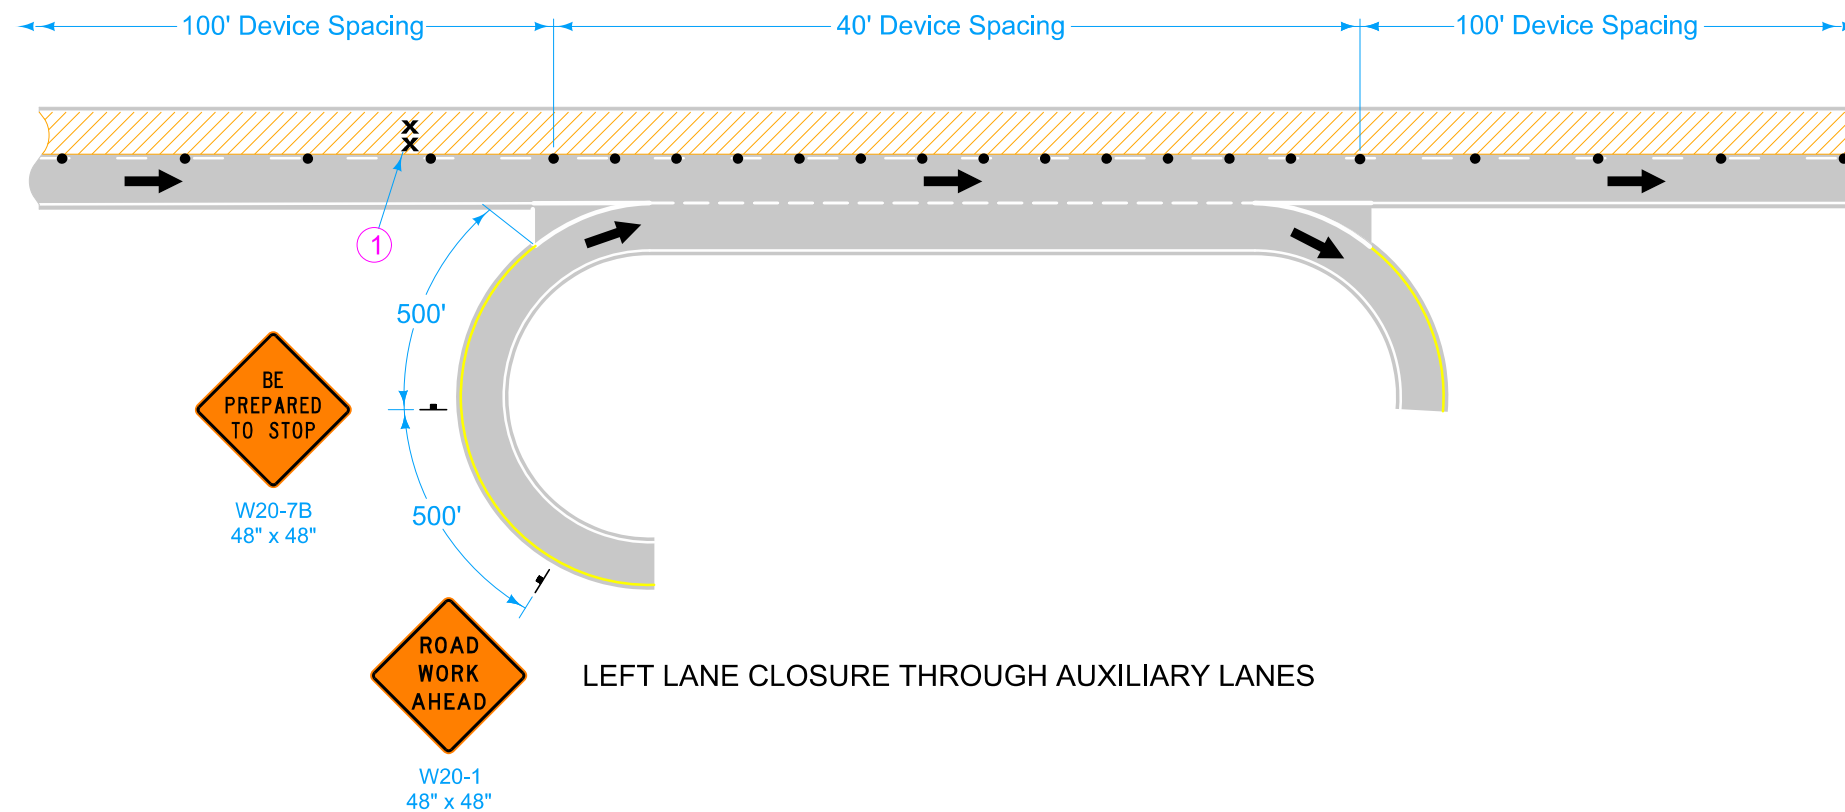 100' Device Spacing
40' Device Spacing
100' Device Spacing
X
X
1
500'
BE
PREPARED
TO STOP
W20-7B
48" x 48"
500'
ROAD
WORK
AHEAD
LEFT LANE CLOSURE THROUGH AUXILIARY LANES
W20-1
48" x 48"